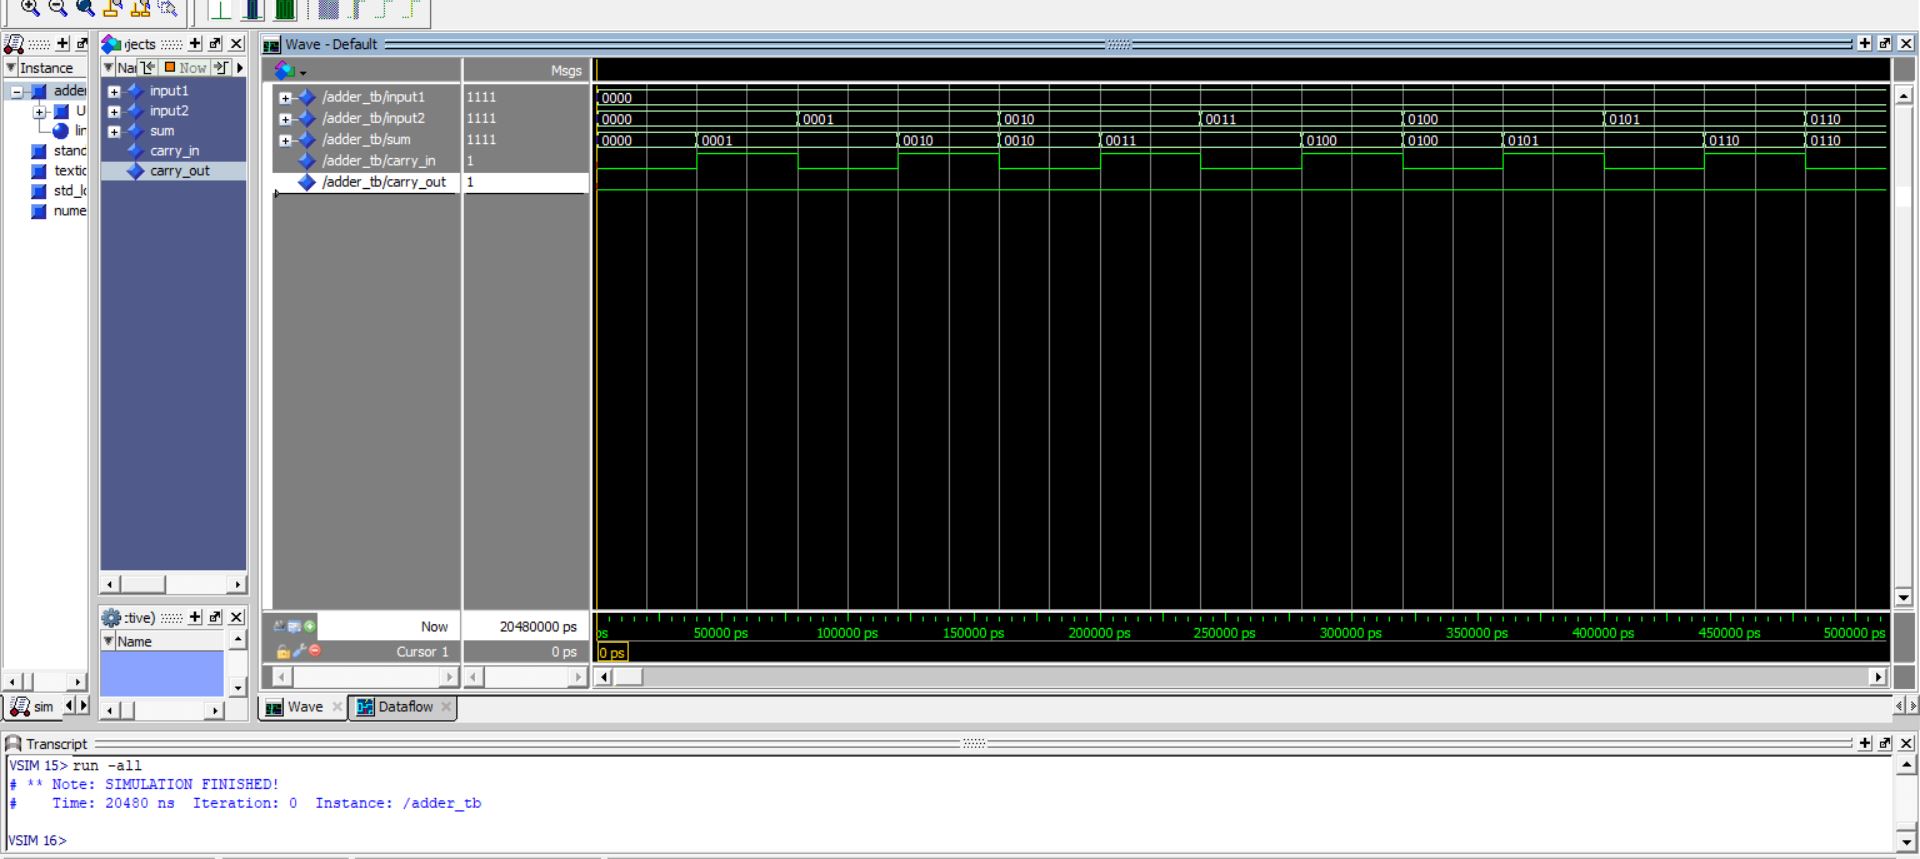 jects
Wave - Default
Instance
Nar
Now
Msgs
adder
U
lin
stand
textio
std_lo
nume
input1
input2
sum
carry_in
carry_out
/adder_tb/input1 1111 0000
/adder_tb/input2 1111 0000 0001 0010 0011 0100 0101 0110
/adder_tb/sum 1111 0000 0001 0010 0010 0011 0100 0100 0101 0110 0110
/adder_tb/carry_in 1
/adder_tb/carry_out 1
:tive)
Name
Now 20480000 ps
ps 50000 ps 100000 ps 150000 ps 200000 ps 250000 ps 300000 ps 350000 ps 400000 ps 450000 ps 500000 ps
Cursor 1 0 ps 0 ps
sim
Wave
Dataflow
Transcript
VSIM 15> run -all
# ** Note: SIMULATION FINISHED!
# Time: 20480 ns Iteration: 0 Instance: /adder_tb
VSIM 16>